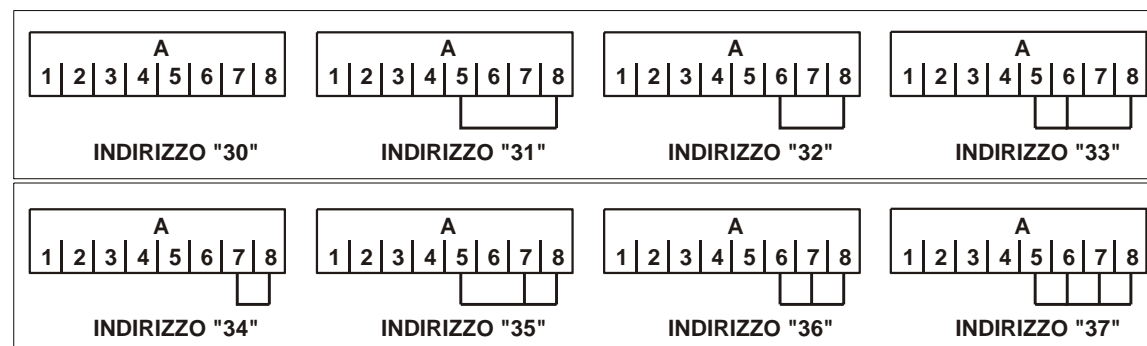 A A A A
1 2 3 4 5 6 7 8 1 2 3 4 5 6 7 8 1 2 3 4 5 6 7 8 1 2 3 4 5 6 7 8
INDIRIZZO "30" INDIRIZZO "31" INDIRIZZO "32" INDIRIZZO "33"
A A A A
1 2 3 4 5 6 7 8 1 2 3 4 5 6 7 8 1 2 3 4 5 6 7 8 1 2 3 4 5 6 7 8
INDIRIZZO "34" INDIRIZZO "35" INDIRIZZO "36" INDIRIZZO "37"